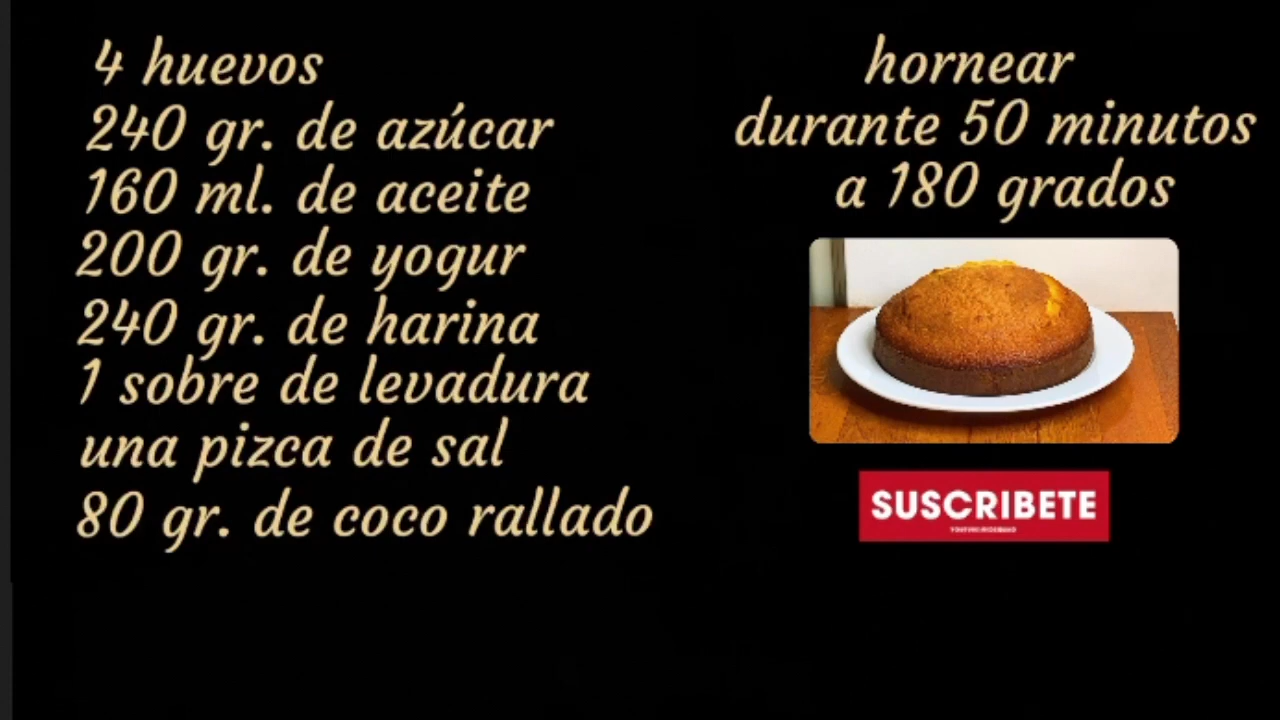 4 huevos
240 gr. de azúcar
160 ml. de aceite
200 gr. de yogur
240 gr. de harina
1 sobre de levadura
una pizca de sal
80 gr. de coco rallado
hornear
durante 50 minutos
a 180 grados
SUSCRIBETE